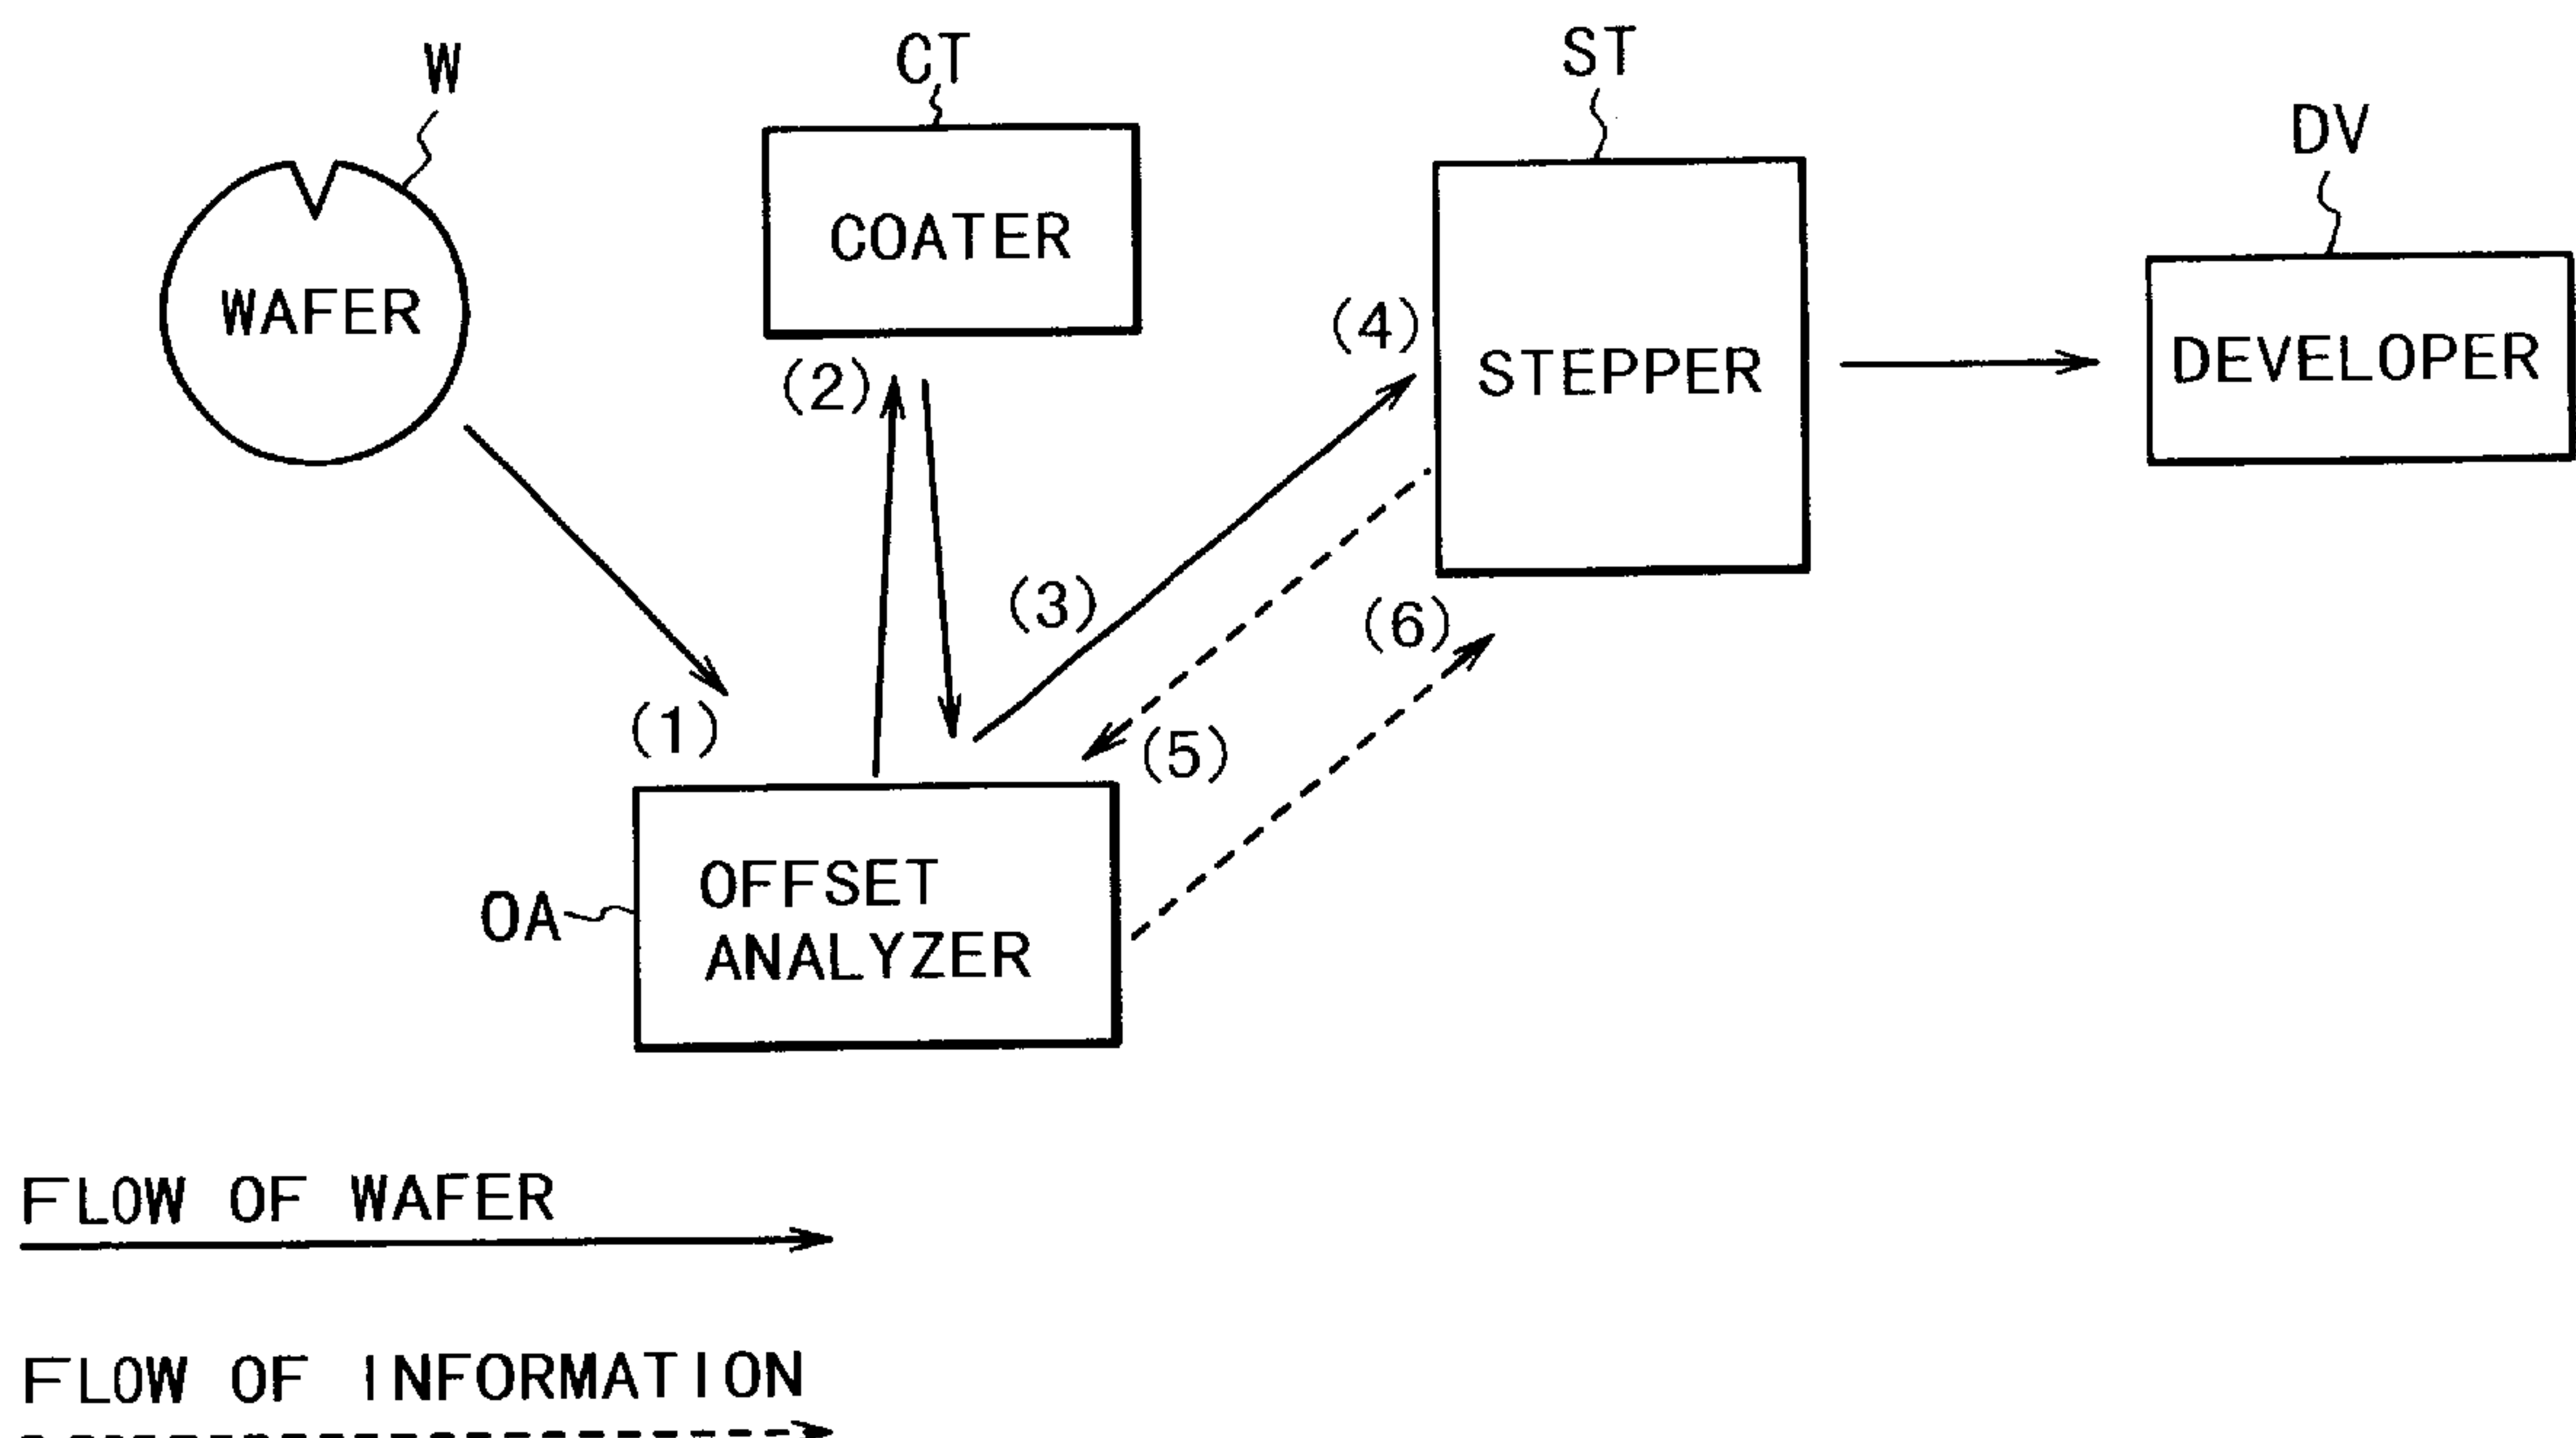 W
CT
ST
DV
WAFER
COATER
STEPPER
DEVELOPER
(1)
(2)
(3)
(4)
(5)
(6)
OA
OFFSET
ANALYZER
FLOW OF WAFER
FLOW OF INFORMATION